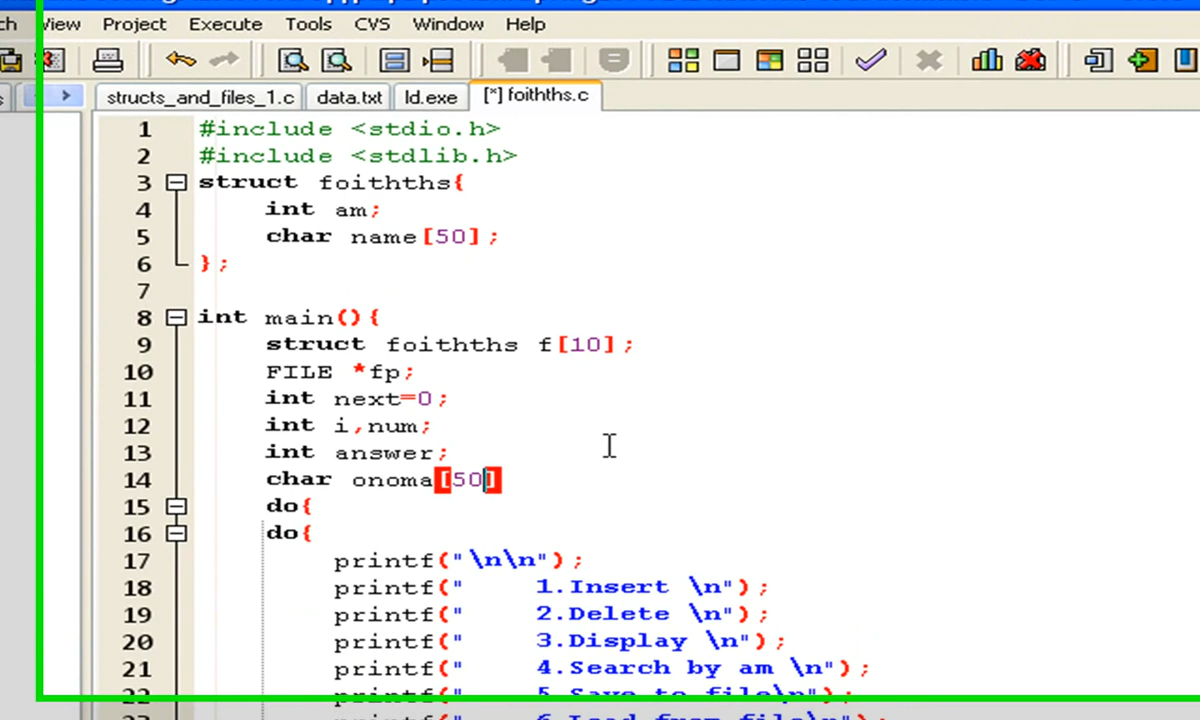 View Project Execute Tools CVS Window Help
structs_and_files_1.c data.txt ld.exe [*] foithths.c
1 #include <stdio.h>
2 #include <stdlib.h>
3 struct foithths{
4 int am;
5 char name[50];
6 };
7
8 int main(){
9 struct foithths f[10];
10 FILE *fp;
11 int next=0;
12 int i,num;
13 int answer;
14 char onoma[50]
15 do{
16 do{
17 printf("\n\n");
18 printf("    1.Insert \n");
19 printf("    2.Delete \n");
20 printf("    3.Display \n");
21 printf("    4.Search by am \n");
22 printf("    5.Save to file\n");
6.Load from file\n");